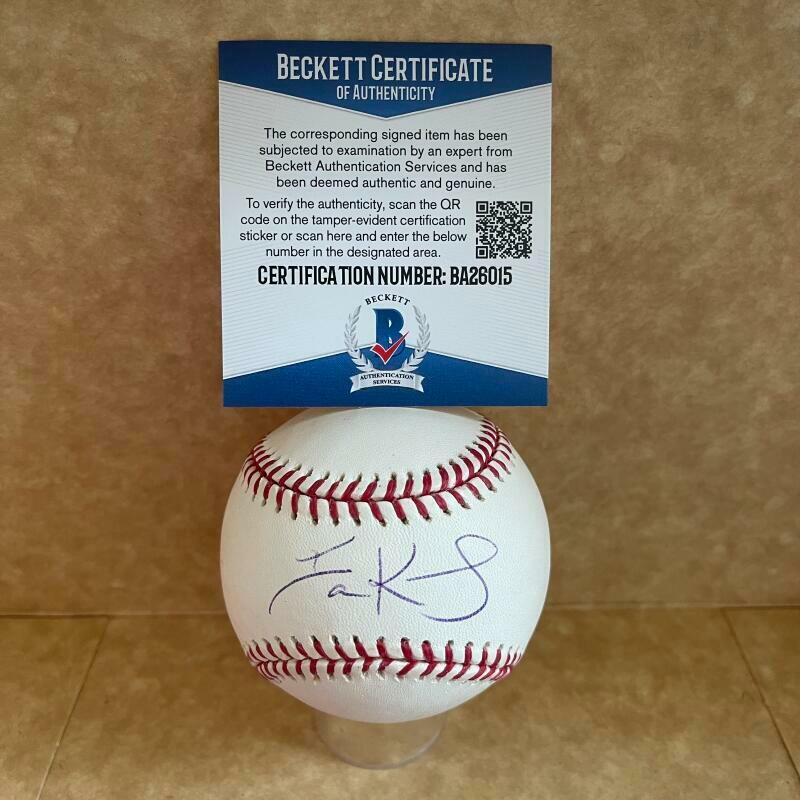 BECKETT CERTIFICATE
OF AUTHENTICITY
The corresponding signed item has been
subjected to examination by an expert from
Beckett Authentication Services and has
been deemed authentic and genuine.
To verify the authenticity, scan the QR
code on the tamper-evident certification
sticker or scan here and enter the below
number in the designated area.
CERTIFICATION NUMBER: BA26015
BECKETT
B
AUTHENTICATION
SERVICES